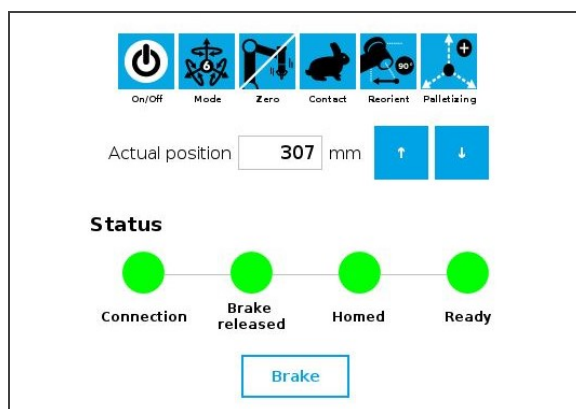 6
+
90°
On/Off Mode Zero Contact Reorient Palletizing
Actual position 307 mm ↑ ↓
Status
Connection Brake released Homed Ready
Brake